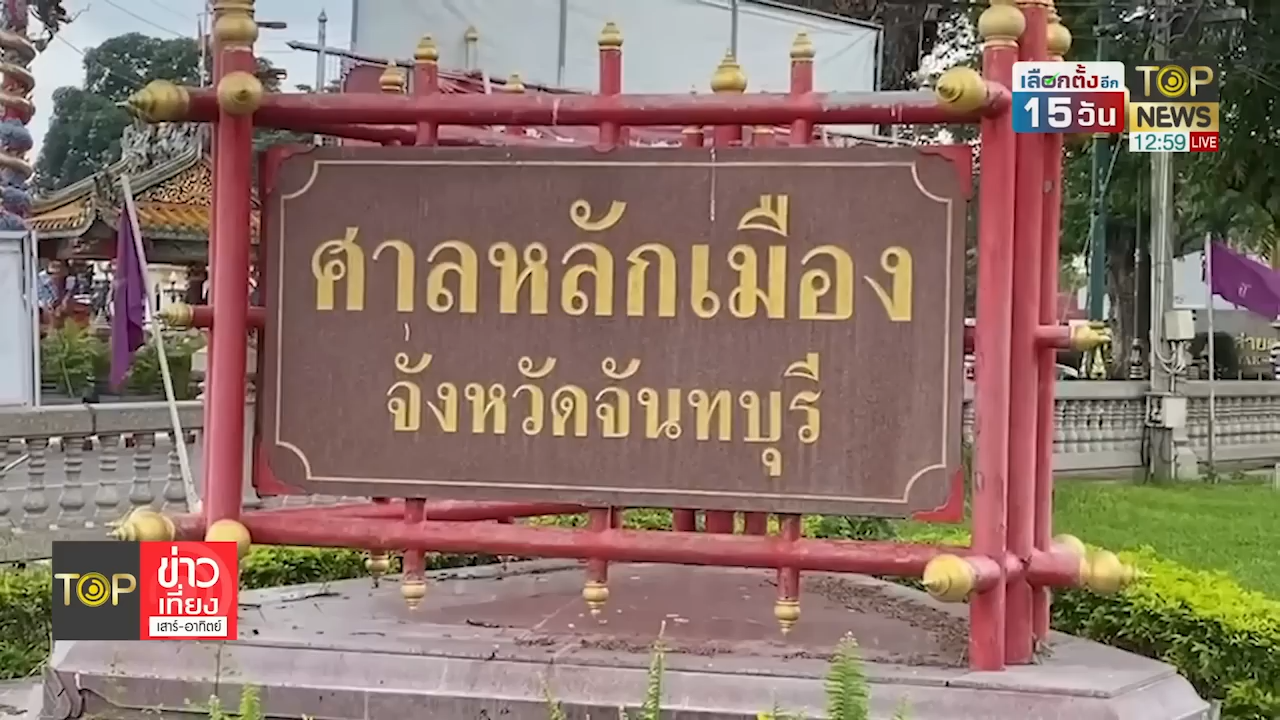 เลือกตั้งอีก
15 วัน
TOP
NEWS
12:59 LIVE
ศาลหลักเมือง
จังหวัดจันทบุรี
TOP
ข่าว
เที่ยง
เสาร์-อาทิตย์